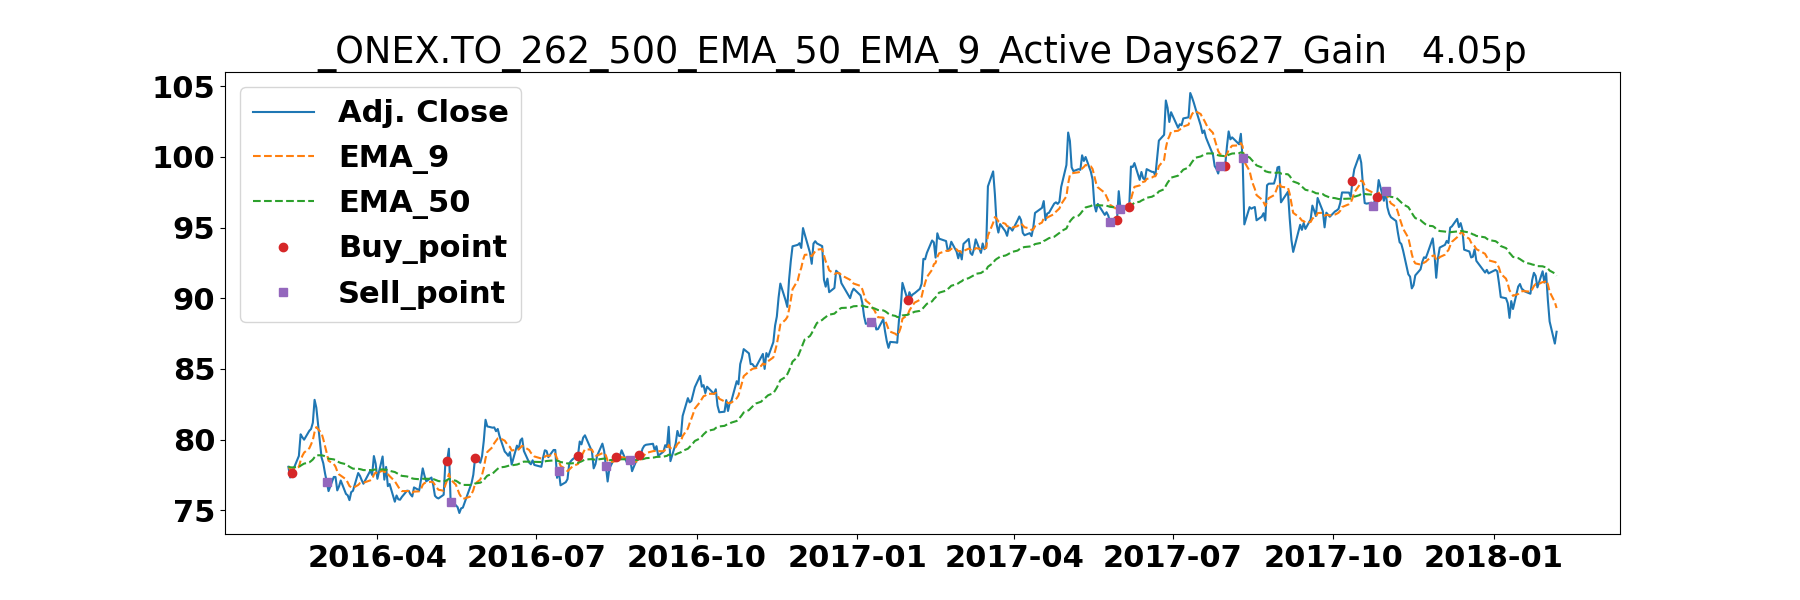 _ONEX.TO_262_500_EMA_50_EMA_9_Active Days627_Gain   4.05p
105
100
95
90
85
80
75
Adj. Close
EMA_9
EMA_50
Buy_point
Sell_point
2016-04 2016-07 2016-10 2017-01 2017-04 2017-07 2017-10 2018-01